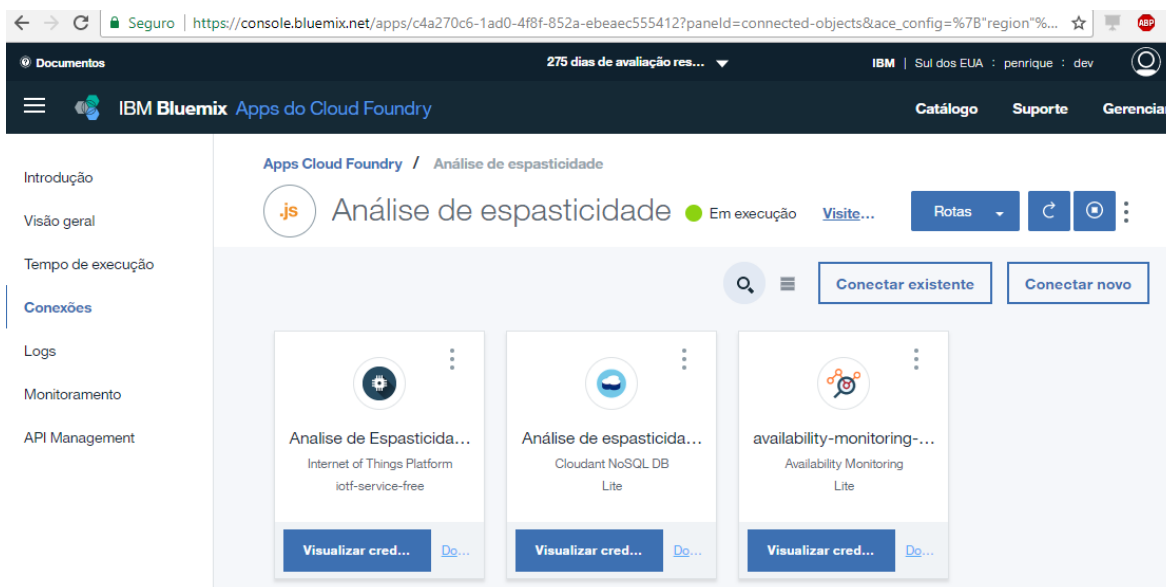 Seguro | https://console.bluemix.net/apps/c4a270c6-1ad0-4f8f-852a-ebeaec555412?paneId=connected-objects&ace_config=%7B"region"%... ABP
Documentos 275 dias de avaliação res... IBM | Sul dos EUA : penrique : dev
IBM Bluemix Apps do Cloud Foundry Catálogo Suporte Gerenciar
Introdução
Visão geral
Tempo de execução
Conexões
Logs
Monitoramento
API Management
Apps Cloud Foundry / Análise de espasticidade
.js Análise de espasticidade Em execução Visite... Rotas
Conectar existente Conectar novo
Analise de Espasticida...
Internet of Things Platform
iotf-service-free
Visualizar cred... Do...
Análise de espasticida...
Cloudant NoSQL DB
Lite
Visualizar cred... Do...
availability-monitoring-...
Availability Monitoring
Lite
Visualizar cred... Do...